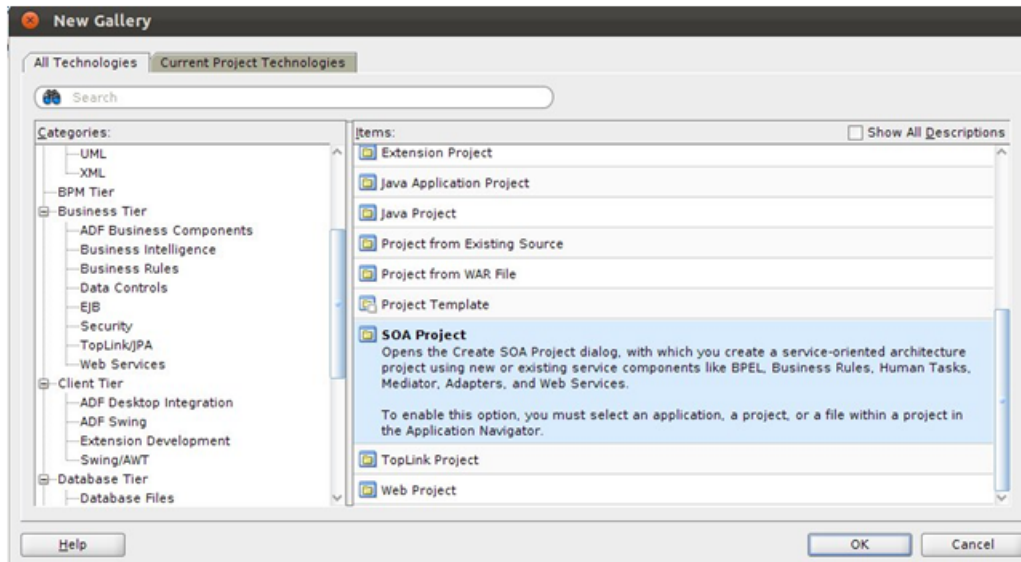 New Gallery
All Technologies
Current Project Technologies
Search
Categories:
UML
XML
BPM Tier
Business Tier
ADF Business Components
Business Intelligence
Business Rules
Data Controls
EJB
Security
TopLink/JPA
Web Services
Client Tier
ADF Desktop Integration
ADF Swing
Extension Development
Swing/AWT
Database Tier
Database Files
Items:
Show All Descriptions
Extension Project
Java Application Project
Java Project
Project from Existing Source
Project from WAR File
Project Template
SOA Project
Opens the Create SOA Project dialog, with which you create a service-oriented architecture
project using new or existing service components like BPEL, Business Rules, Human Tasks,
Mediator, Adapters, and Web Services.
To enable this option, you must select an application, a project, or a file within a project in
the Application Navigator.
TopLink Project
Web Project
Help
OK
Cancel